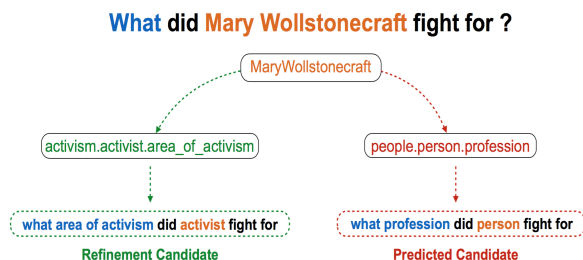 What did Mary Wollstonecraft fight for ?
MaryWollstonecraft
activism.activist.area_of_activism
people.person.profession
what area of activism did activist fight for
what profession did person fight for
Refinement Candidate
Predicted Candidate